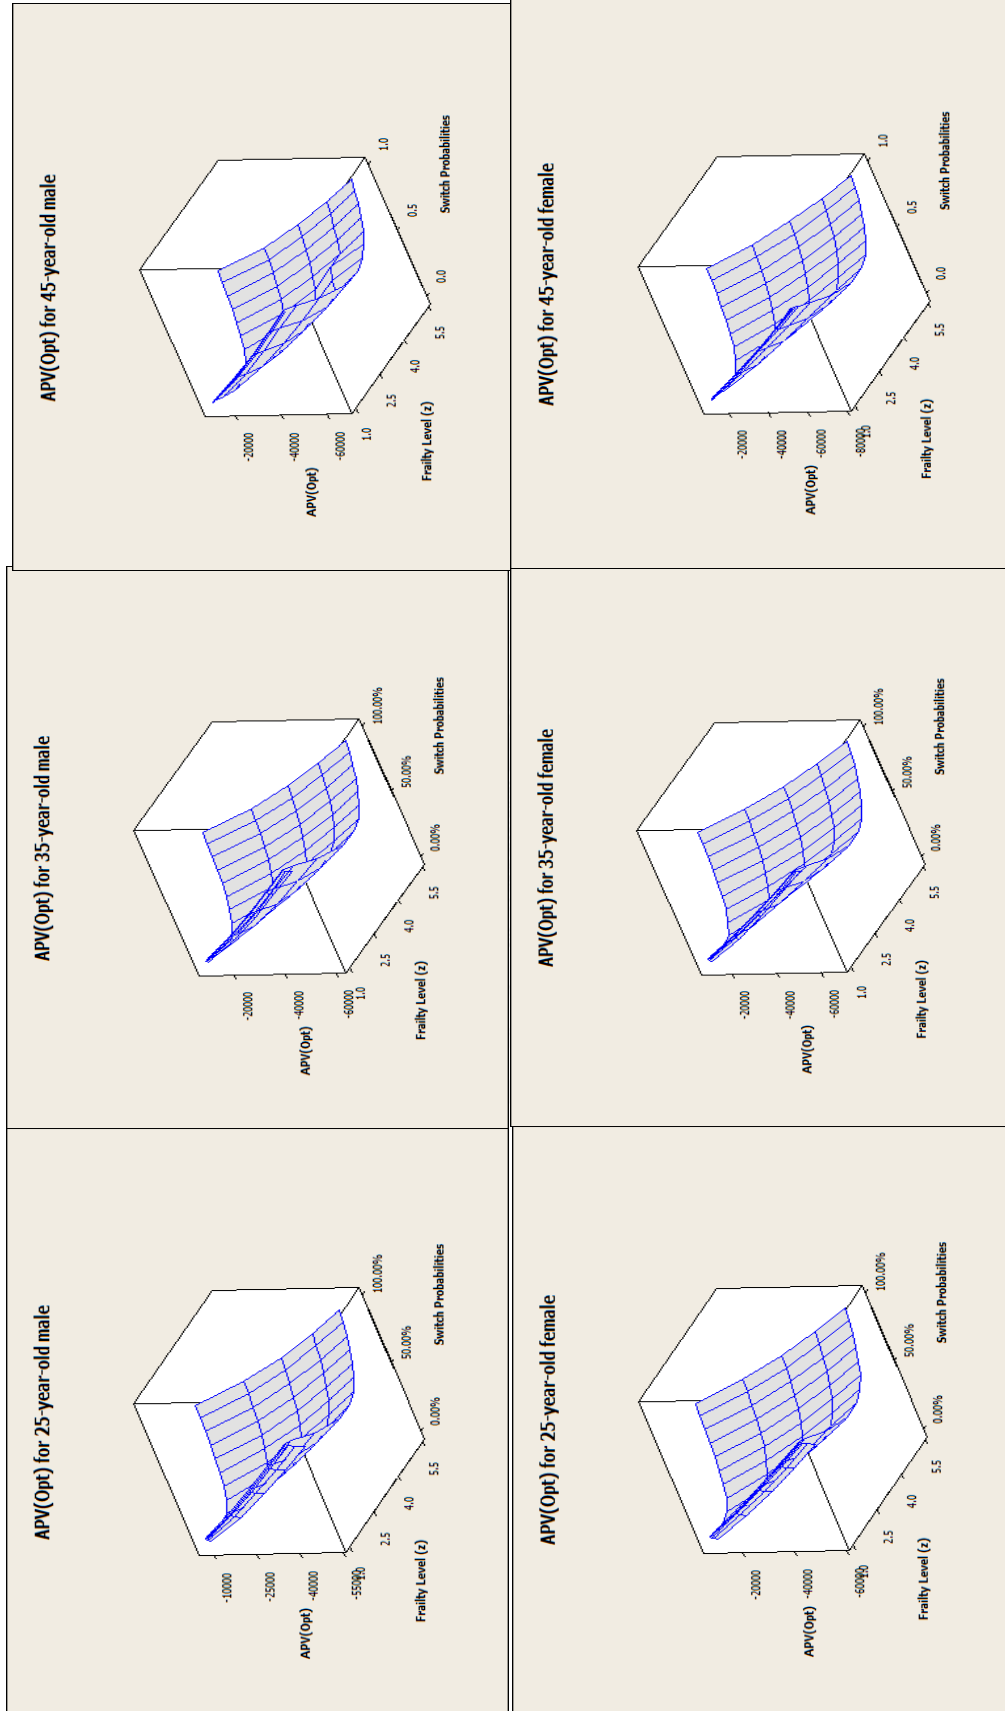 APV(Opt) for 25-year-old male
-10000
-25000
APV(Opt)
-40000
-55000
1.0
2.5
4.0
5.5
Frailty Level (z)
0.00%
50.00%
100.00%
Switch Probabilities
APV(Opt) for 35-year-old male
-20000
APV(Opt)
-40000
-60000
1.0
2.5
4.0
5.5
Frailty Level (z)
0.00%
50.00%
100.00%
Switch Probabilities
APV(Opt) for 45-year-old male
-20000
-40000
APV(Opt)
-60000
1.0
2.5
4.0
5.5
Frailty Level (z)
0.0
0.5
1.0
Switch Probabilities
APV(Opt) for 25-year-old female
-20000
APV(Opt)
-40000
-60000
1.0
2.5
4.0
5.5
Frailty Level (z)
0.00%
50.00%
100.00%
Switch Probabilities
APV(Opt) for 35-year-old female
-20000
-40000
APV(Opt)
-60000
1.0
2.5
4.0
5.5
Frailty Level (z)
0.00%
50.00%
100.00%
Switch Probabilities
APV(Opt) for 45-year-old female
-20000
-40000
APV(Opt)
-60000
-80000
1.0
2.5
4.0
5.5
Frailty Level (z)
0.0
0.5
1.0
Switch Probabilities